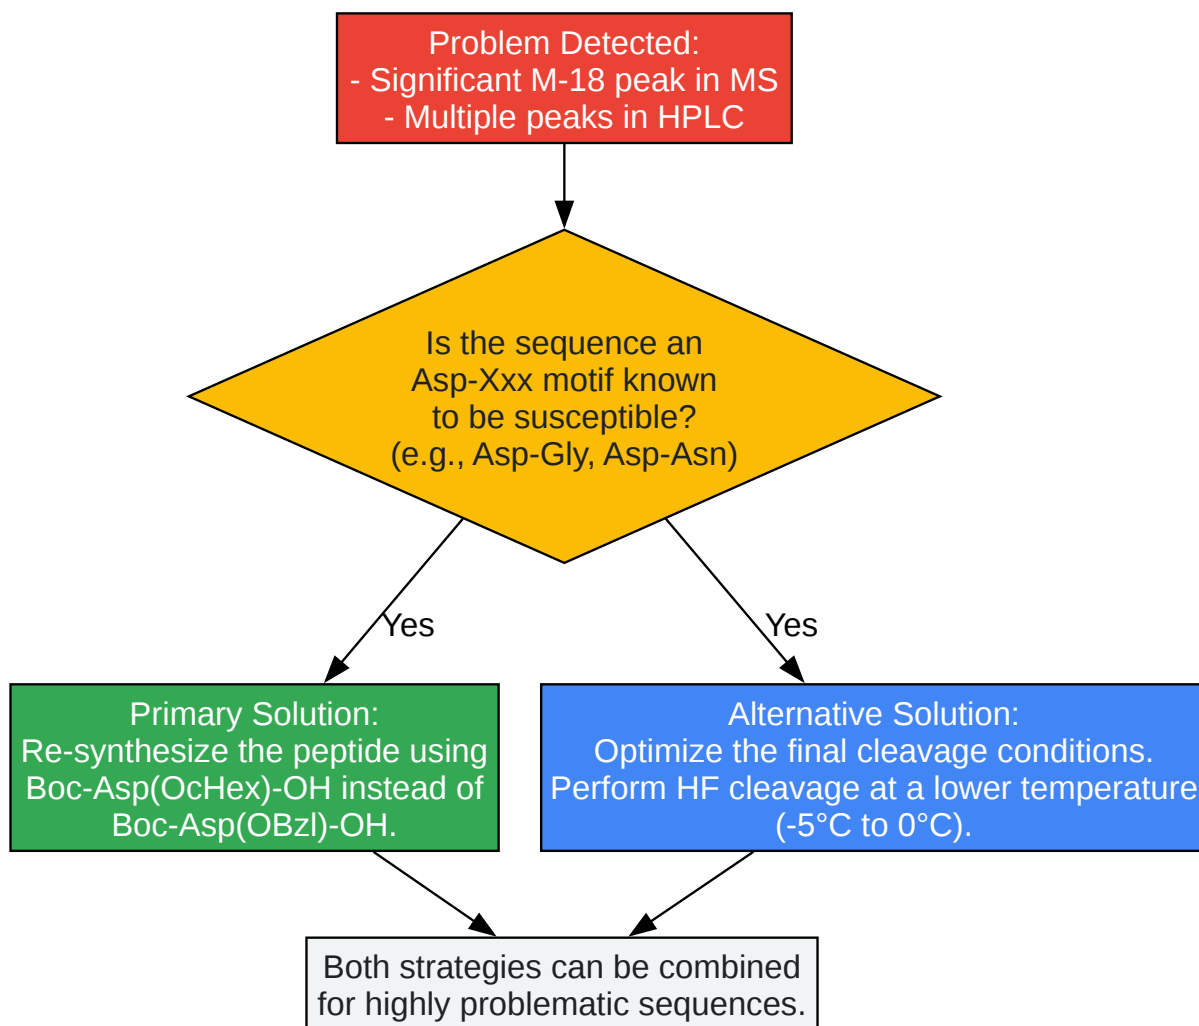 Problem Detected:
- Significant M-18 peak in MS
- Multiple peaks in HPLC
Is the sequence an
Asp-Xxx motif known
to be susceptible?
(e.g., Asp-Gly, Asp-Asn)
Yes
Yes
Primary Solution:
Re-synthesize the peptide using
Boc-Asp(OcHex)-OH instead of
Boc-Asp(OBzl)-OH.
Alternative Solution:
Optimize the final cleavage conditions.
Perform HF cleavage at a lower temperature
(-5°C to 0°C).
Both strategies can be combined
for highly problematic sequences.